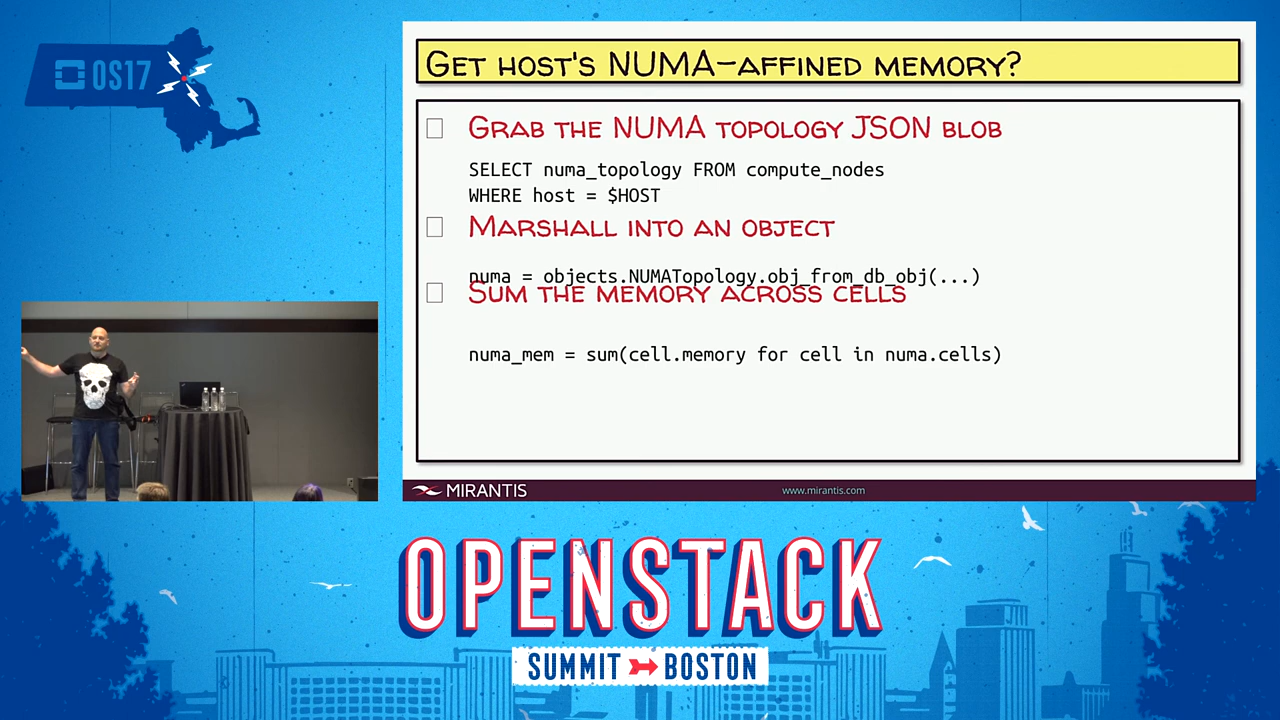 OS17
GET HOST'S NUMA-AFFINED MEMORY?
GRAB THE NUMA TOPOLOGY JSON BLOB
SELECT numa_topology FROM compute_nodes
WHERE host = $HOST
MARSHALL INTO AN OBJECT
numa = objects.NUMATopology.obj_from_db_obj(...)
SUM THE MEMORY ACROSS CELLS
numa_mem = sum(cell.memory for cell in numa.cells)
MIRANTIS
www.mirantis.com
OPENSTACK
SUMMIT BOSTON